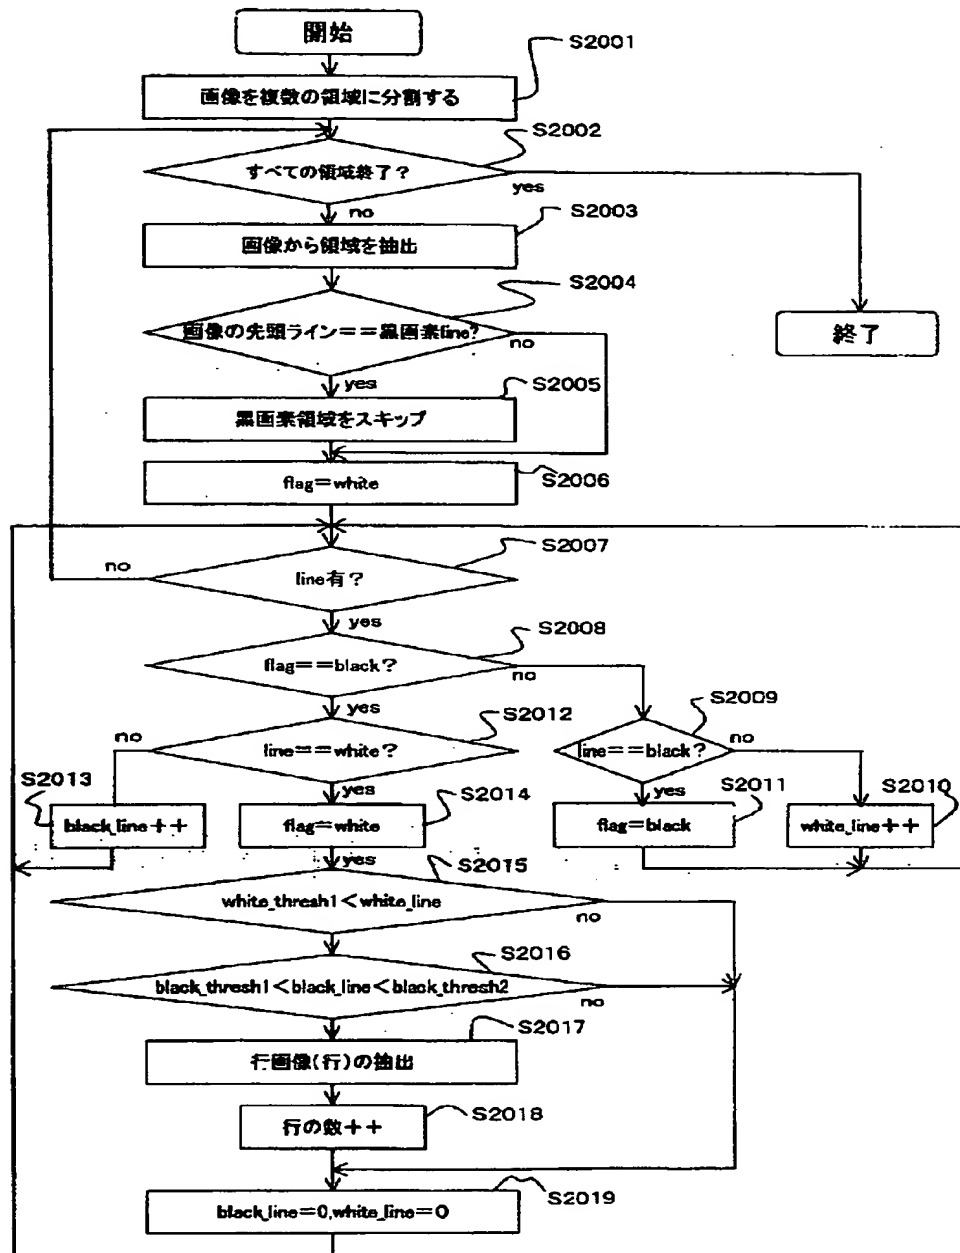 開始
S2001
画像を複数の領域に分割する
S2002
すべての領域終了?
yes
no
S2003
画像から領域を抽出
S2004
画像の先頭ライン==黒画素line?
no
終了
yes
S2005
黒画素領域をスキップ
flag=white
S2006
S2007
no
line有?
yes
S2008
flag==black?
no
yes
S2012
S2009
no
line==white?
line==black?
no
S2013
yes
S2014
yes
S2011
S2010
black_line++
flag=white
flag=black
white_line++
yes
S2015
white_thresh1<white_line
no
S2016
black_thresh1<black_line<black_thresh2
no
S2017
行画像(行)の抽出
S2018
行の数++
S2019
black_line=0,white_line=0